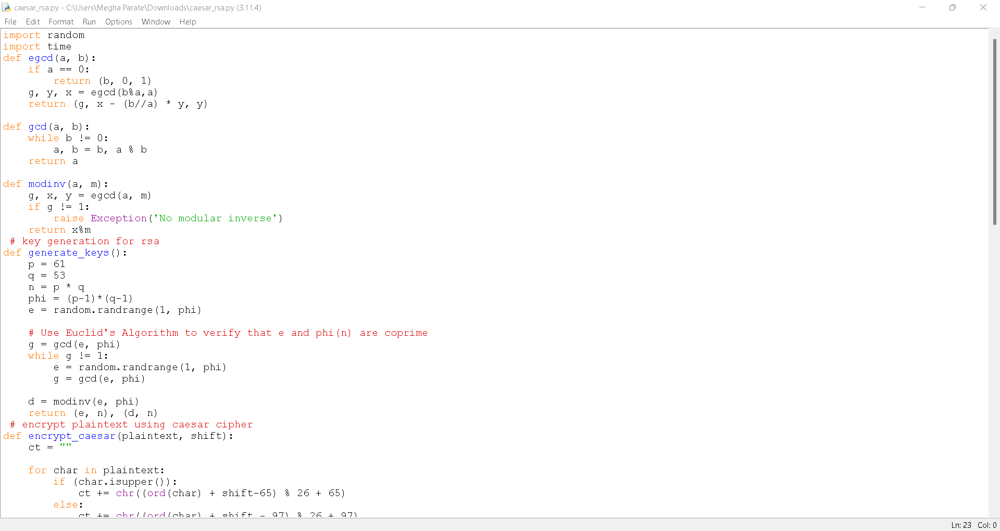 caesar_rsa.py - C:\Users\Megha Parate\Downloads\caesar_rsa.py (3.11.4)
File Edit Format Run Options Window Help
import random
import time
def egcd(a, b):
    if a == 0:
        return (b, 0, 1)
    g, y, x = egcd(b%a,a)
    return (g, x - (b//a) * y, y)

def gcd(a, b):
    while b != 0:
        a, b = b, a % b
    return a

def modinv(a, m):
    g, x, y = egcd(a, m)
    if g != 1:
        raise Exception('No modular inverse')
    return x%m
 # key generation for rsa
def generate_keys():
    p = 61
    q = 53
    n = p * q
    phi = (p-1)*(q-1)
    e = random.randrange(1, phi)

    # Use Euclid's Algorithm to verify that e and phi(n) are coprime
    g = gcd(e, phi)
    while g != 1:
        e = random.randrange(1, phi)
        g = gcd(e, phi)

    d = modinv(e, phi)
    return (e, n), (d, n)
 # encrypt plaintext using caesar cipher
def encrypt_caesar(plaintext, shift):
    ct = ""

    for char in plaintext:
        if (char.isupper()):
            ct += chr((ord(char) + shift-65) % 26 + 65)
        else:
            ct += chr((ord(char) + shift - 97) % 26 + 97)
Ln: 23 Col: 0